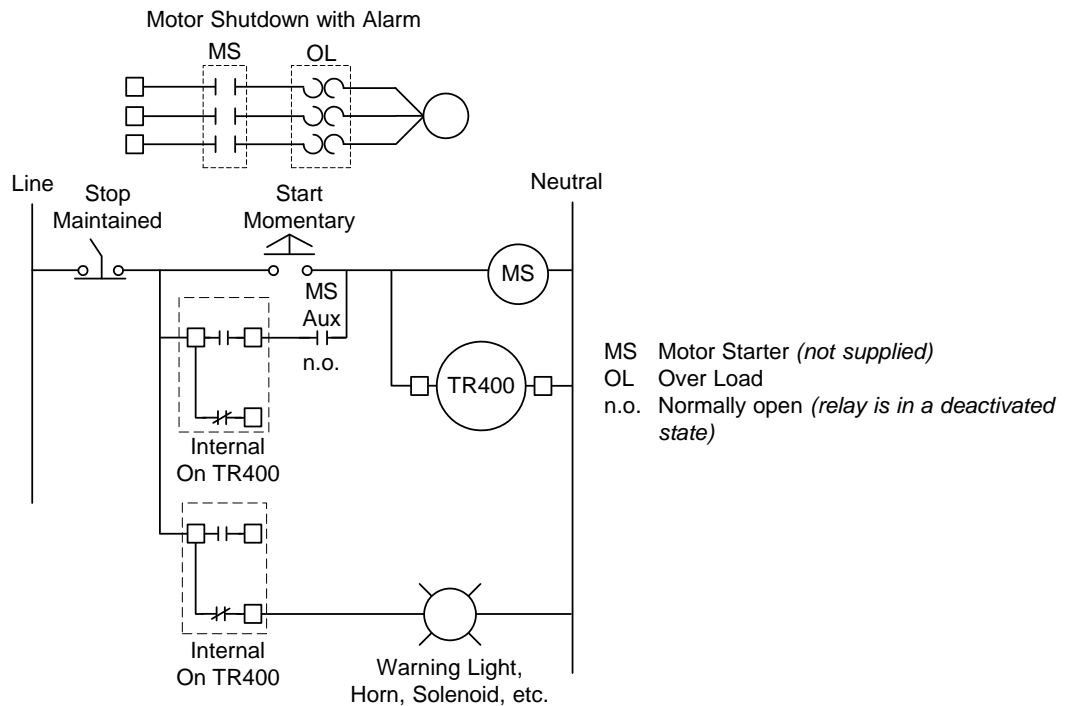 Motor Shutdown with Alarm
MS
OL
Line
Neutral
Stop
Maintained
Start
Momentary
MS
MS
Aux
n.o.
TR400
Internal
On TR400
MS Motor Starter (not supplied)
OL Over Load
n.o. Normally open (relay is in a deactivated
state)
Internal
On TR400
Warning Light,
Horn, Solenoid, etc.